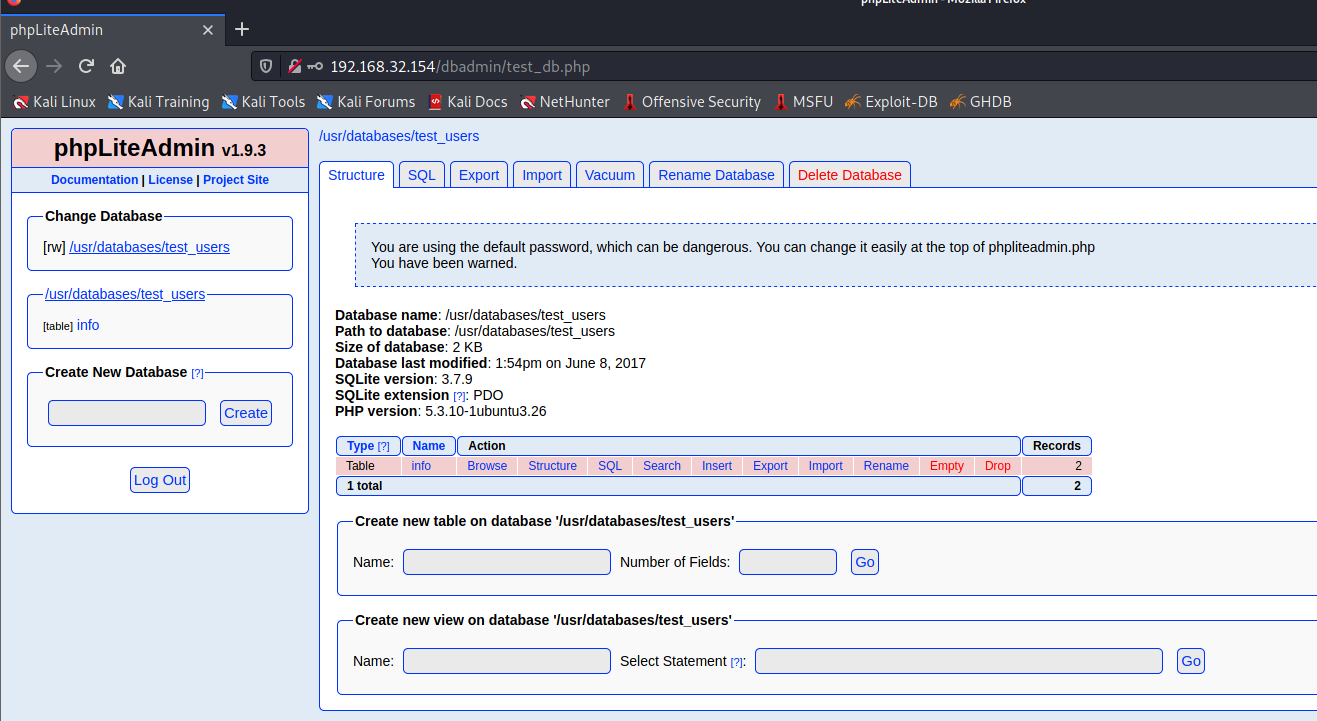 phpLiteAdmin - Mozilla Firefox
phpLiteAdmin
192.168.32.154/dbadmin/test_db.php
Kali Linux Kali Training Kali Tools Kali Forums Kali Docs NetHunter Offensive Security MSFU Exploit-DB GHDB
phpLiteAdmin v1.9.3
Documentation | License | Project Site
Change Database
[rw] /usr/databases/test_users
/usr/databases/test_users
[table] info
Create New Database [?]
Create
Log Out
/usr/databases/test_users
Structure SQL Export Import Vacuum Rename Database Delete Database
You are using the default password, which can be dangerous. You can change it easily at the top of phpliteadmin.php
You have been warned.
Database name: /usr/databases/test_users
Path to database: /usr/databases/test_users
Size of database: 2 KB
Database last modified: 1:54pm on June 8, 2017
SQLite version: 3.7.9
SQLite extension [?]: PDO
PHP version: 5.3.10-1ubuntu3.26
Type [?] Name Action Records
Table info Browse Structure SQL Search Insert Export Import Rename Empty Drop 2
1 total 2
Create new table on database '/usr/databases/test_users'
Name: Number of Fields: Go
Create new view on database '/usr/databases/test_users'
Name: Select Statement [?]: Go